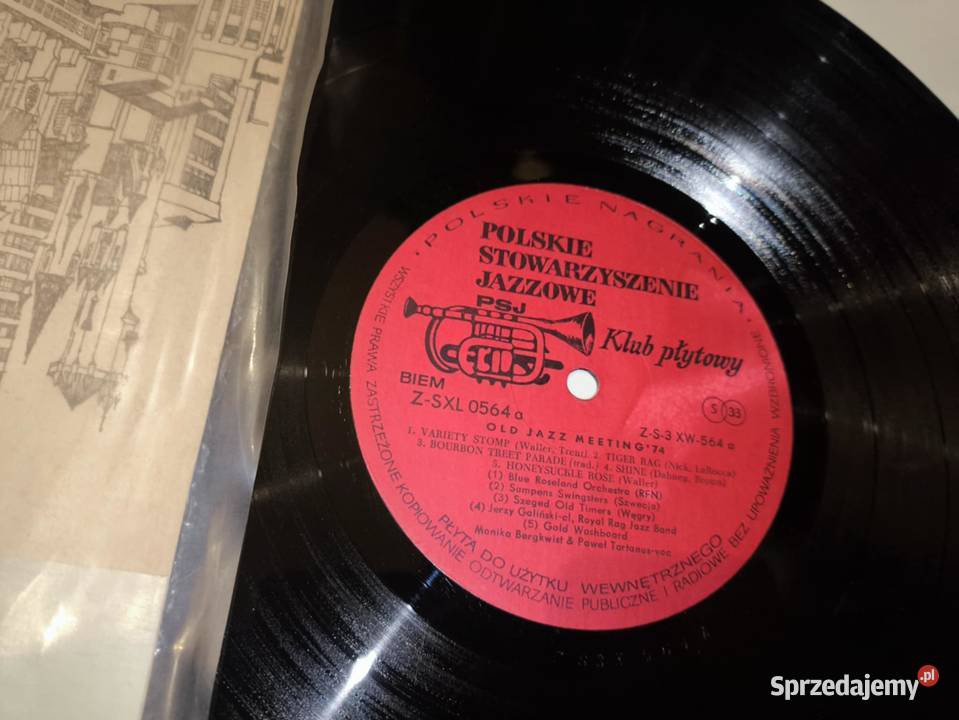 'POLSKIE NAGRANIA'
POLSKIE
STOWARZYSZENIE
JAZZOWE
PSJ
Klub płytowy
BIEM
Z-SXL 0564 a
S 33
Z-S-3 XW-564 a
OLD JAZZ MEETING'74
1. VARIETY STOMP (Waller, Trent) 2. TIGER RAG (Nick, LaRocca)
3. BOURBON TREET PARADE (trad.) 4. SHINE (Dabney, Brown)
5. HONEYSUCKLE ROSE (Waller)
(1) Blue Roseland Orchestra (RFN)
(2) Sumpens Swingsters (Szwecja)
(3) Szeged Old Timers (Węgry)
(4) Jerzy Galiński-cl, Royal Rag Jazz Band
(5) Gold Washboard
Monika Bergkwist & Paweł Tartanus-voc
PŁYTA DO UŻYTKU WEWNĘTRZNEGO
WSZYSTKIE PRAWA ZASTRZEŻONE KOPIOWANIE ODTWARZANIE PUBLICZNE I RADIOWE BEZ UPOWAŻNIENIA WZBRONIONE
Sprzedajemy.pl